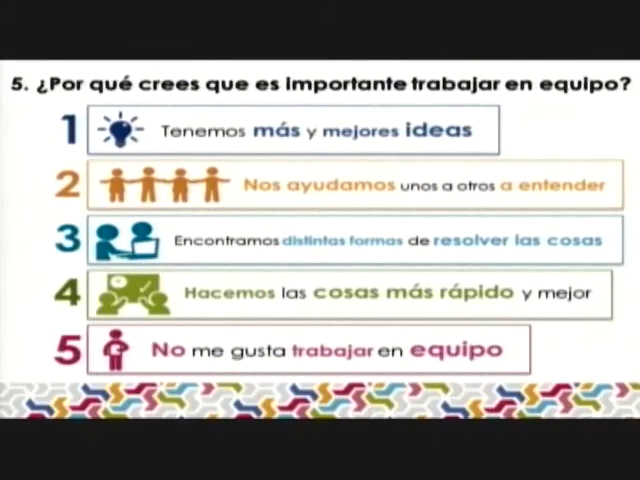 5. ¿Por qué crees que es importante trabajar en equipo?
1 Tenemos más y mejores ideas
2 Nos ayudamos unos a otros a entender
3 Encontramos distintas formas de resolver las cosas
4 Hacemos las cosas más rápido y mejor
5 No me gusta trabajar en equipo